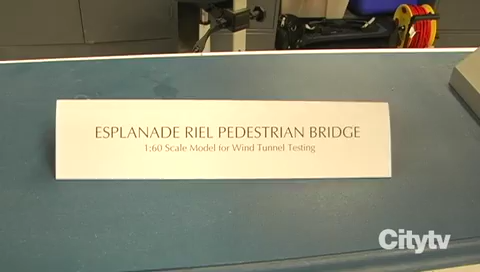 ESPLANADE RIEL PEDESTRIAN BRIDGE
1:60 Scale Model for Wind Tunnel Testing
Citytv